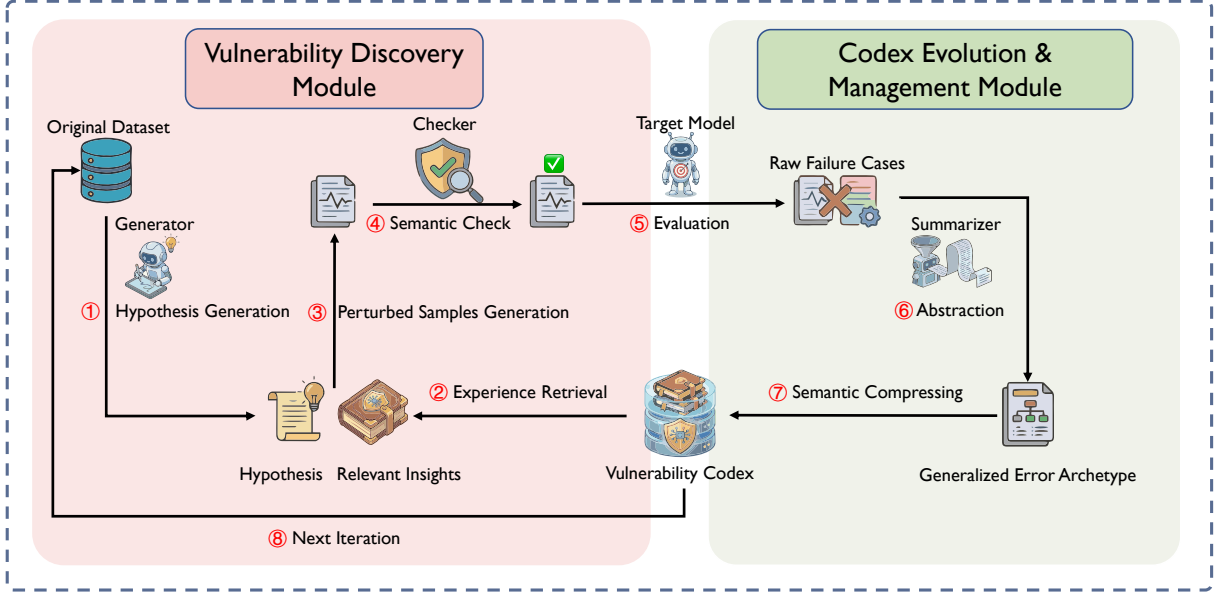 Vulnerability Discovery
Module
Codex Evolution &
Management Module
Original Dataset
Checker
Target Model
Raw Failure Cases
④ Semantic Check
⑤ Evaluation
Generator
Summarizer
① Hypothesis Generation
③ Perturbed Samples Generation
⑥ Abstraction
② Experience Retrieval
⑦ Semantic Compressing
Hypothesis
Relevant Insights
Vulnerability Codex
Generalized Error Archetype
⑧ Next Iteration